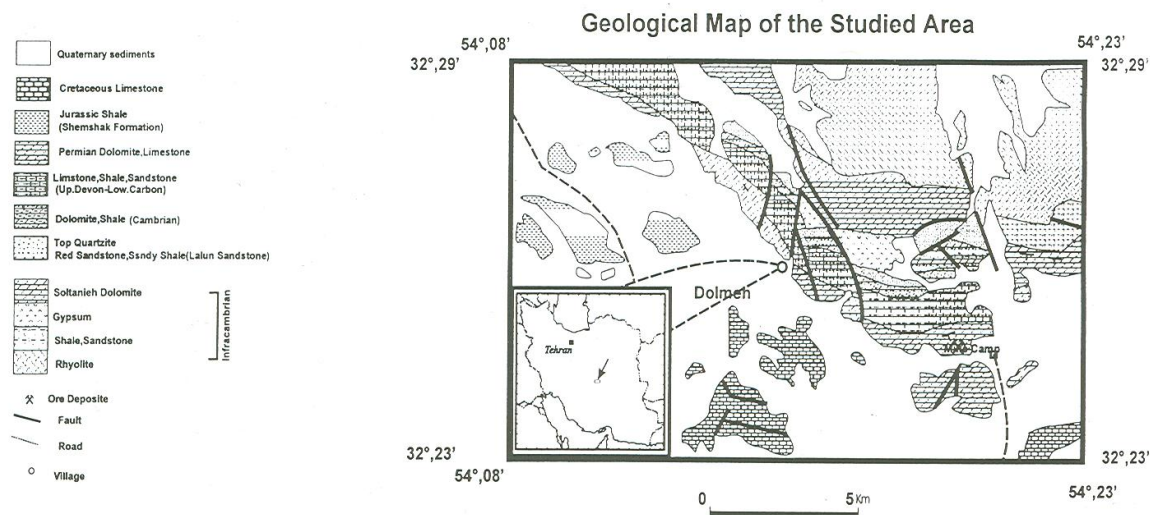 Geological Map of the Studied Area
54°,08'
54°,23'
32°,29'
32°,29'
Quaternary sediments
Cretaceous Limestone
Jurassic Shale
(Shemshak Formation)
Permian Dolomite,Limestone
Limstone,Shale,Sandstone
(Up.Devon-Low.Carbon)
Dolomite,Shale (Cambrian)
Top Quartzite
Red Sandstone,Ssndy Shale(Lalun Sandstone)
Soltanieh Dolomite
Gypsum
Shale,Sandstone
Rhyolite
Infracambrian
Ore Deposite
Fault
Road
Village
Dolmeh
Tehran
Camp
32°,23'
32°,23'
54°,08'
54°,23'
0
5 Km